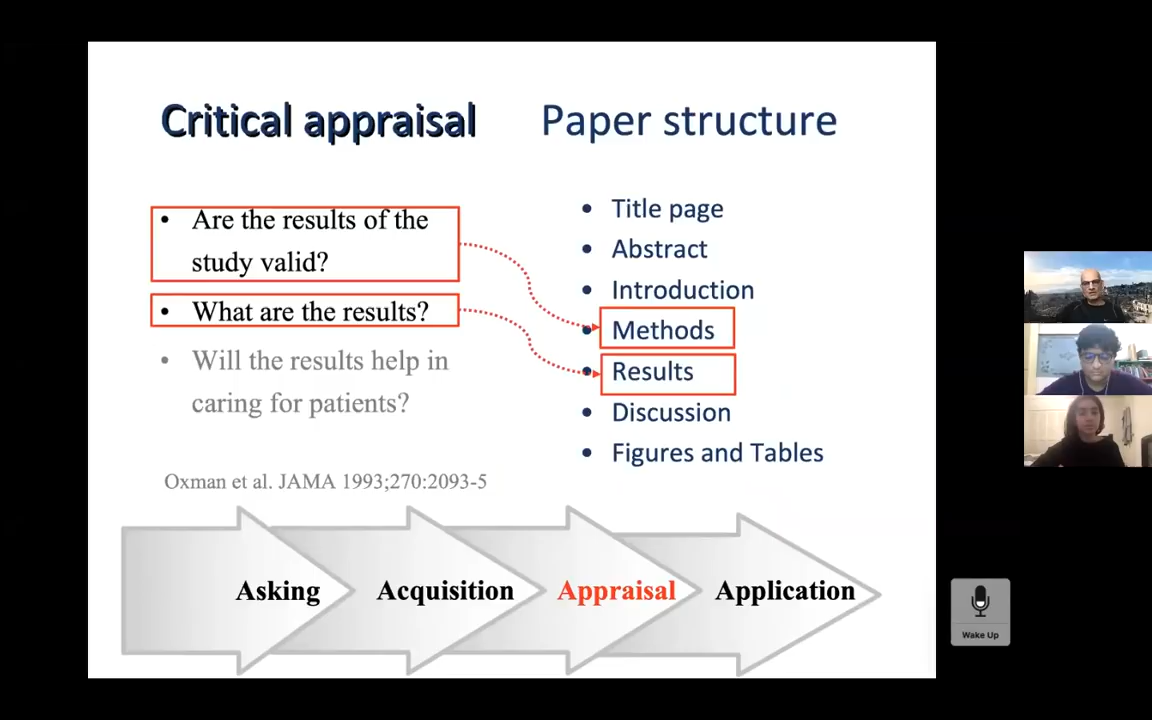 Critical appraisal
Paper structure
• Are the results of the
study valid?
• What are the results?
• Will the results help in
caring for patients?
Oxman et al. JAMA 1993;270:2093-5
• Title page
• Abstract
• Introduction
• Methods
• Results
• Discussion
• Figures and Tables
Asking
Acquisition
Appraisal
Application
Wake Up